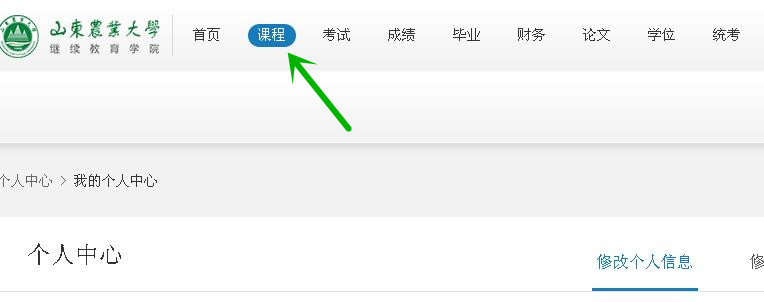 山東農業大學
继续教育学院
首页 课程 考试 成绩 毕业 财务 论文 学位 统考
个人中心 > 我的个人中心
个人中心
修改个人信息 修